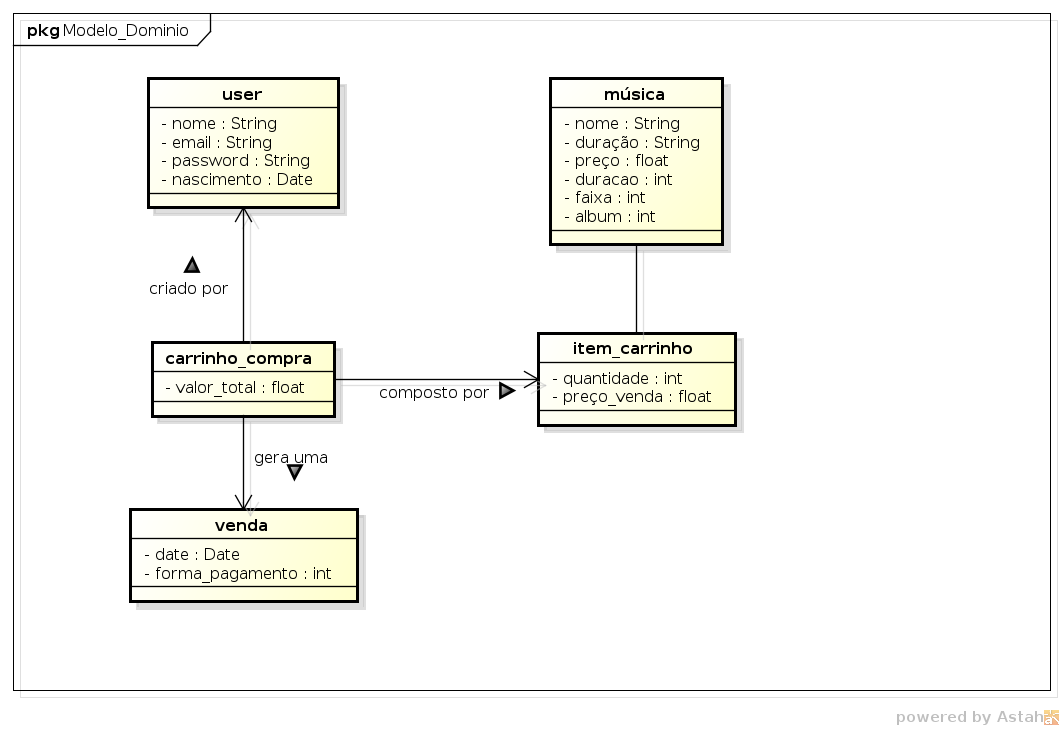 pkg Modelo_Dominio
user
- nome : String
- email : String
- password : String
- nascimento : Date
música
- nome : String
- duração : String
- preço : float
- duracao : int
- faixa : int
- album : int
criado por
carrinho_compra
- valor_total : float
composto por
item_carrinho
- quantidade : int
- preço_venda : float
gera uma
venda
- date : Date
- forma_pagamento : int
powered by Astah